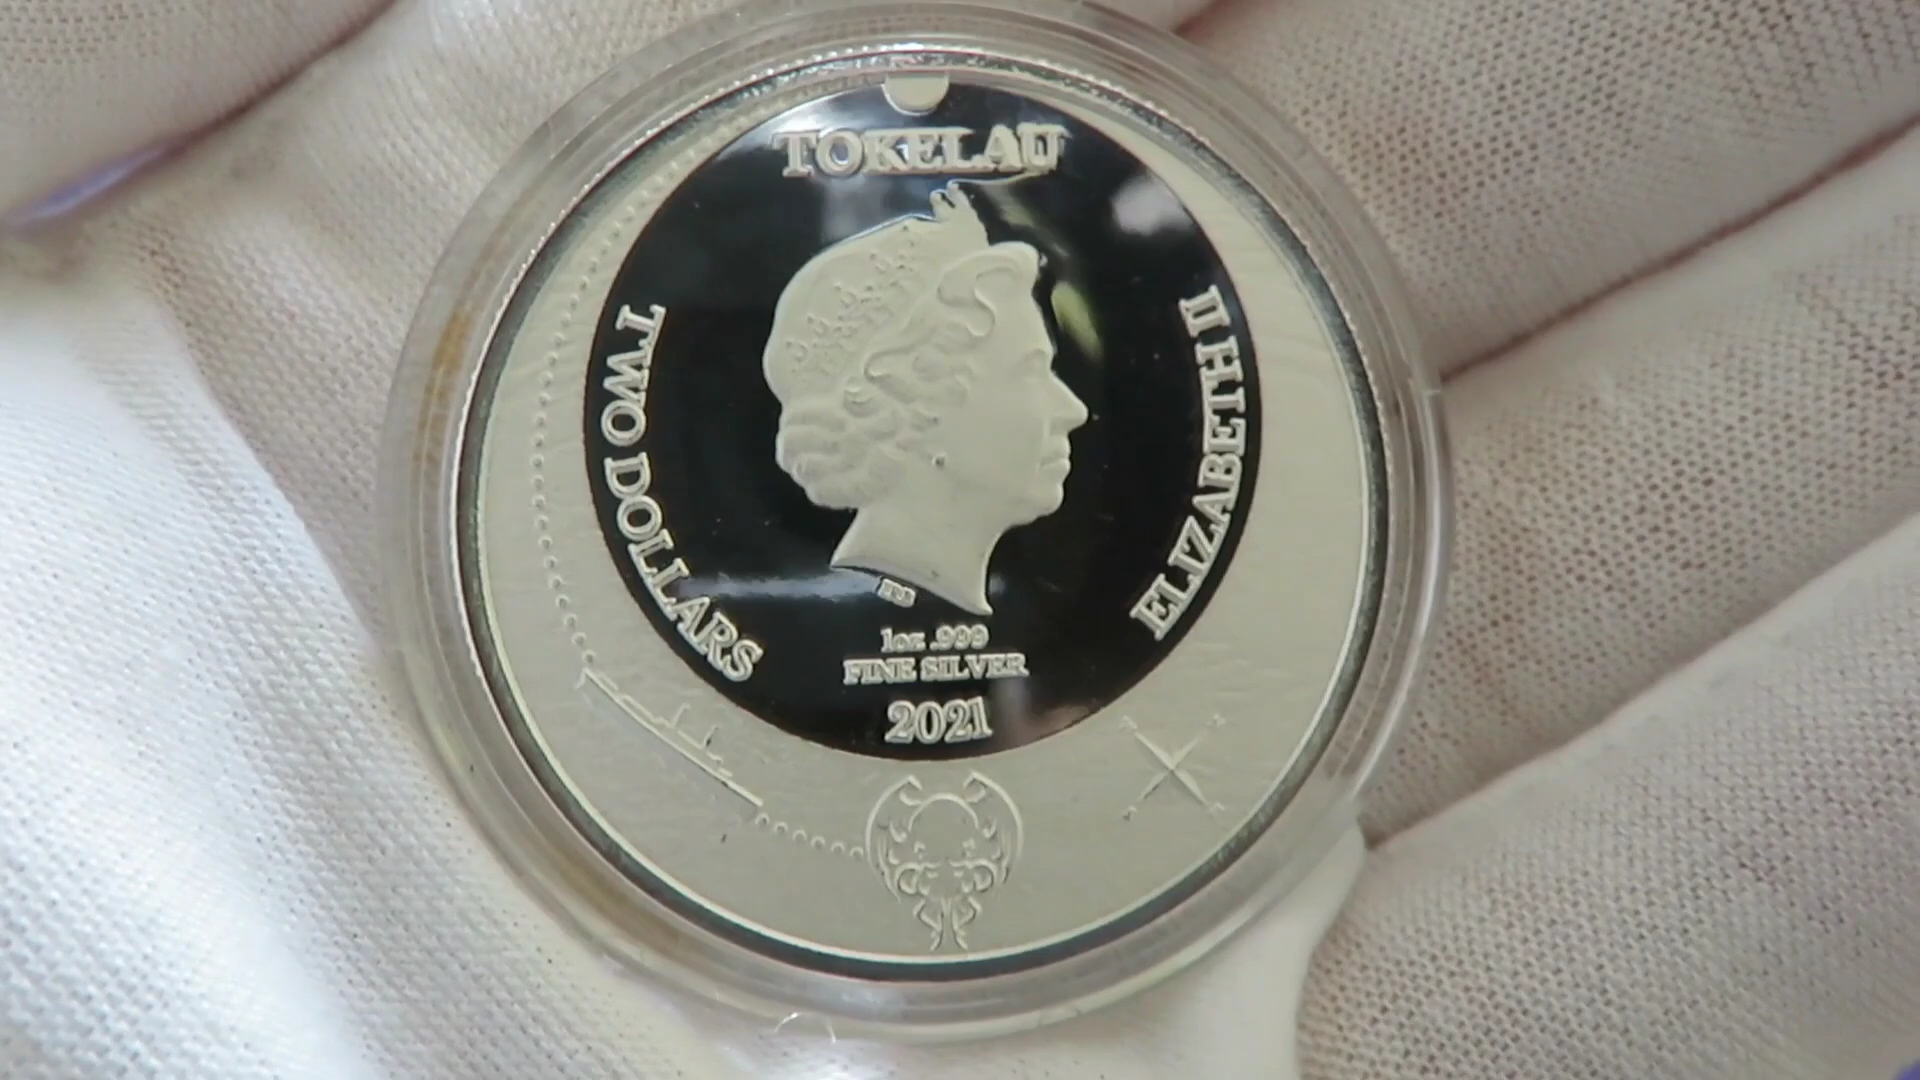 TOKELAU
TWO DOLLARS
ELIZABETH II
1oz .999
FINE SILVER
2021